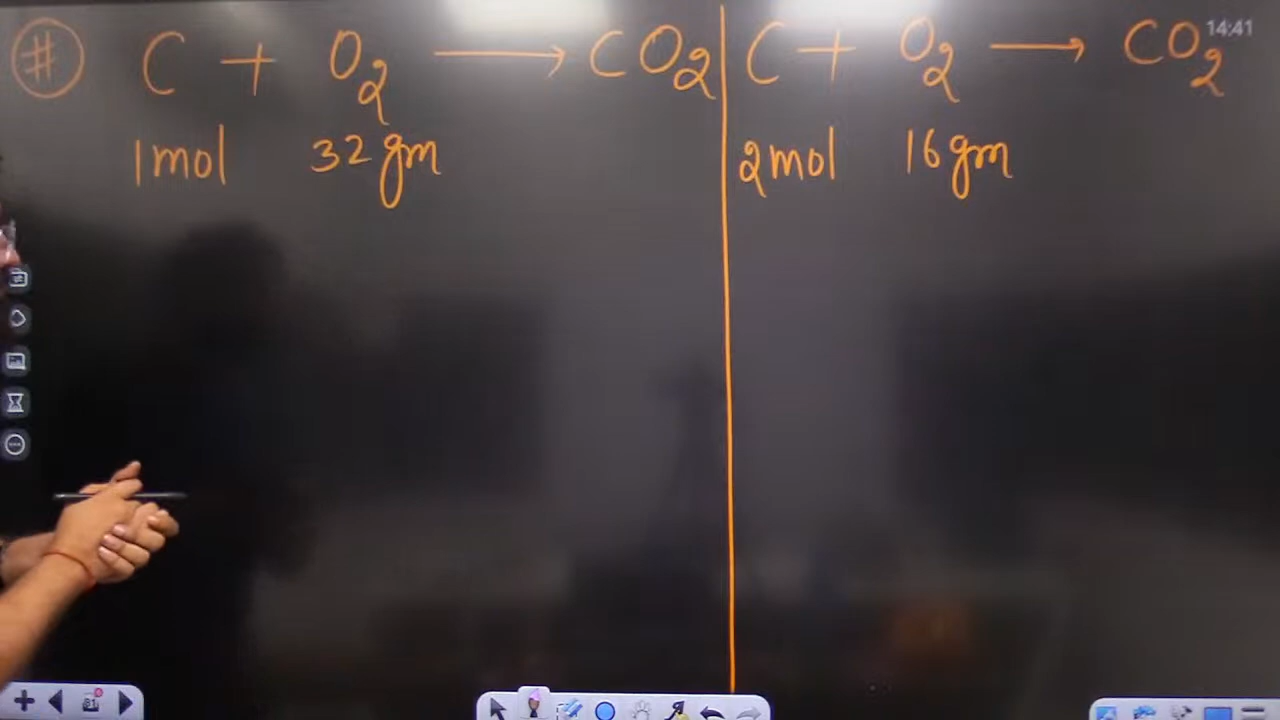 # C + O2 → CO2
1mol 32gm
C + O2 → CO2
2mol 16gm
14:41